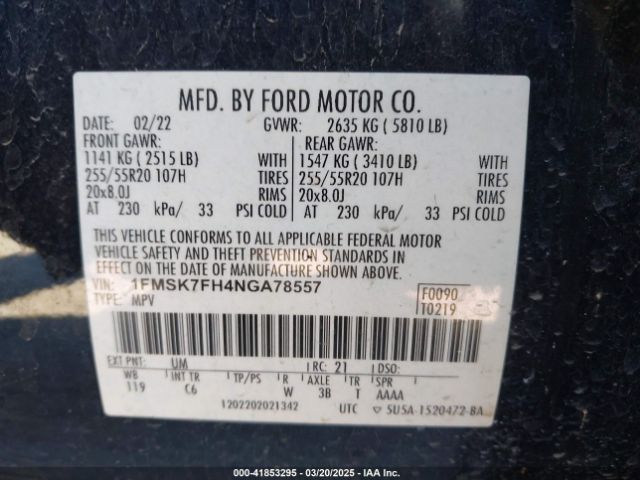 MFD. BY FORD MOTOR CO.
DATE: 02/22 GVWR: 2635 KG ( 5810 LB)
FRONT GAWR: REAR GAWR:
1141 KG ( 2515 LB) WITH 1547 KG ( 3410 LB) WITH
255/55R20 107H TIRES 255/55R20 107H TIRES
20x8.0J RIMS 20x8.0J RIMS
AT 230 kPa/ 33 PSI COLD AT 230 kPa/ 33 PSI COLD
THIS VEHICLE CONFORMS TO ALL APPLICABLE FEDERAL MOTOR
VEHICLE SAFETY AND THEFT PREVENTION STANDARDS IN
EFFECT ON THE DATE OF MANUFACTURE SHOWN ABOVE.
VIN: 1FMSK7FH4NGA78557 F0090
TYPE: MPV T0219
EXT PNT: UM RC: 21 DSO:
WB INT TR TP/PS R AXLE TR SPR
119 C6 W 3B T AAAA
1202202021342 UTC 5U5A-1520472-BA
000-41853295 - 03/20/2025 - IAA Inc.